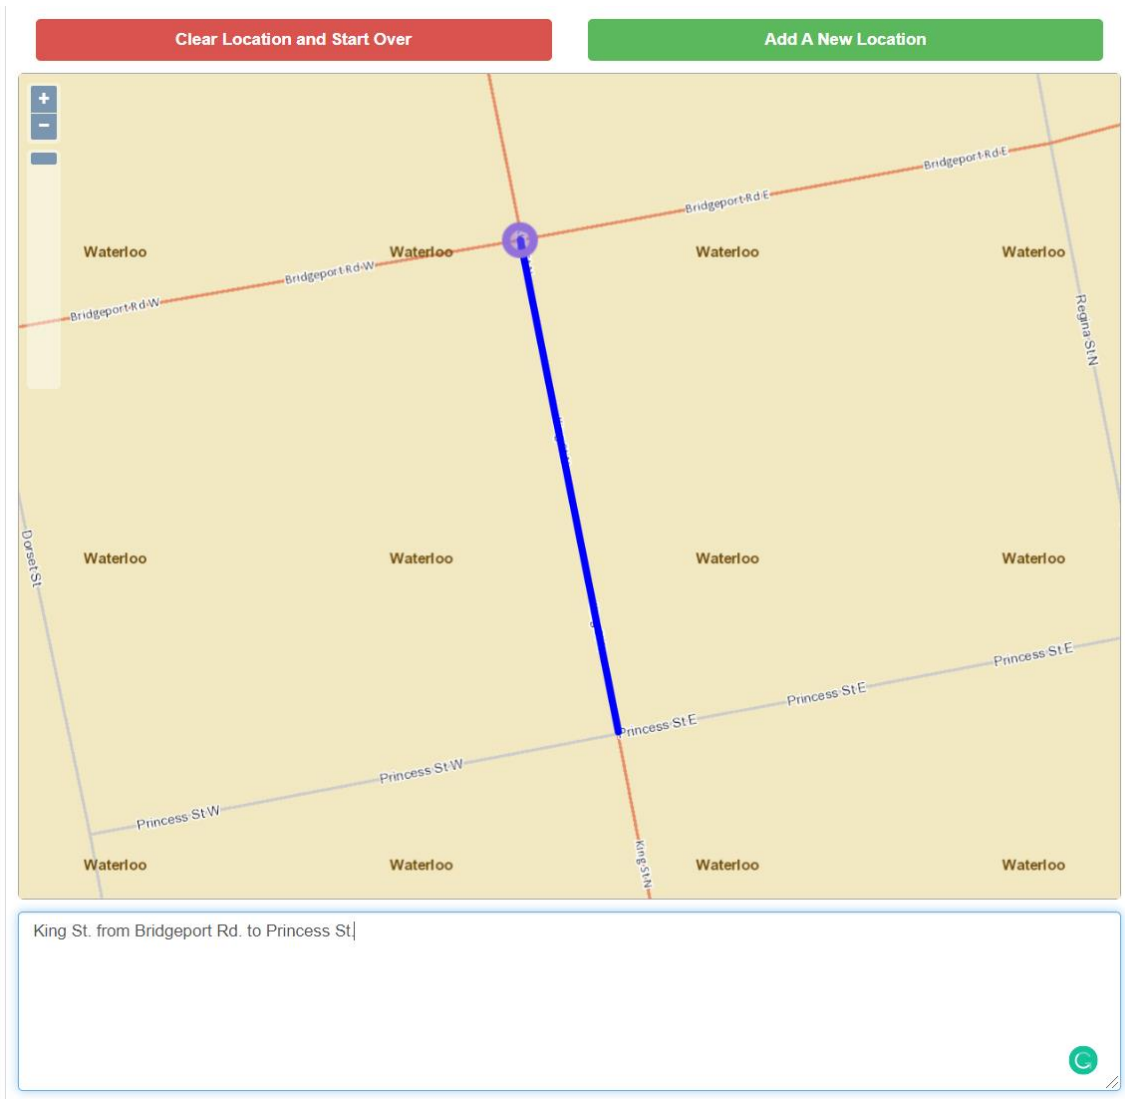 Clear Location and Start Over
Add A New Location
+
−
Bridgeport Rd E
Bridgeport Rd E
Waterloo
Waterloo
Waterloo
Waterloo
Bridgeport Rd W
Bridgeport Rd W
Regina St N
Dorset St
Waterloo
Waterloo
Waterloo
Waterloo
Princess St E
Princess St E
Princess St E
Princess St W
Princess St W
King St N
Waterloo
Waterloo
Waterloo
Waterloo
King St. from Bridgeport Rd. to Princess St.